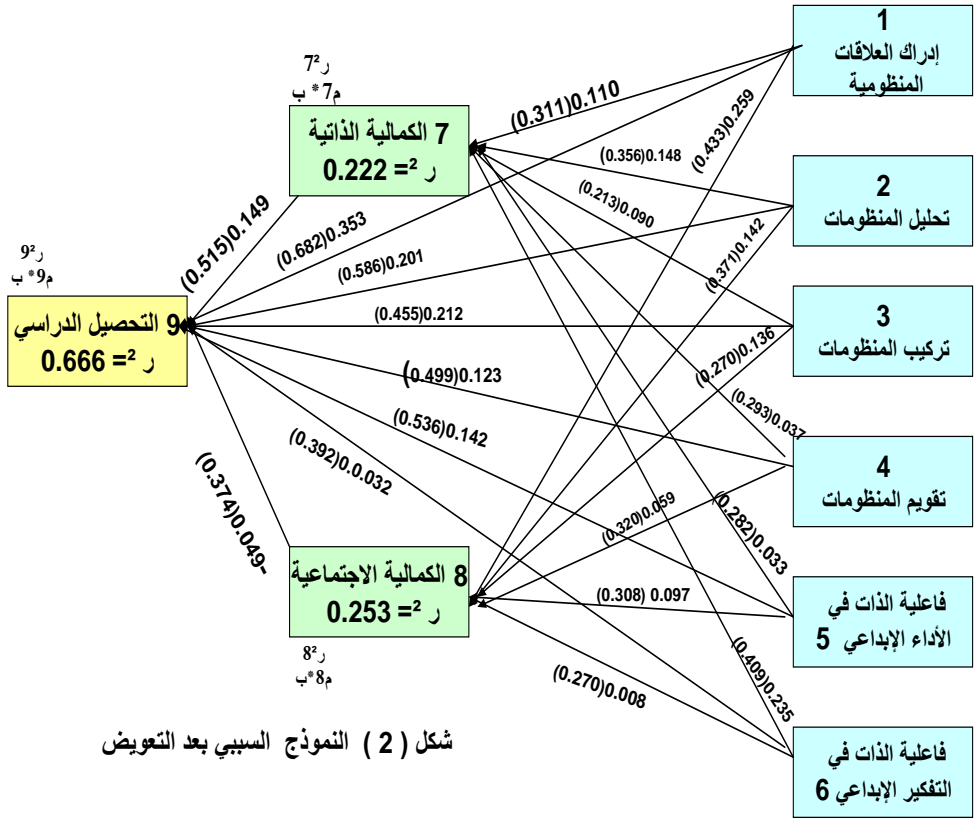 1
إدراك العلاقات
المنظومية
ر²7
م7* ب
7 الكمالية الذاتية
ر ²= 0.222
(0.311)0.110
(0.433)0.259
(0.356)0.148
2
تحليل المنظومات
(0.213)0.090
(0.682)0.353
(0.515)0.149
(0.371)0.142
(0.586)0.201
ر²9
م9* ب
9 التحصيل الدراسي
ر ²= 0.666
(0.455)0.212
3
تركيب المنظومات
(0.270)0.136
(0.499)0.123
(0.293)0.037
(0.536)0.142
4
تقويم المنظومات
(0.392)0.0.032
(0.374)0.049-
(0.320)0.059
(0.282)0.033
8 الكمالية الاجتماعية
ر ²= 0.253
(0.308) 0.097
فاعلية الذات في
الأداء الإبداعي 5
ر²8
م8*ب
(0.270)0.008
(0.409)0.235
شكل ( 2 ) النموذج السببي بعد التعويض
فاعلية الذات في
التفكير الإبداعي 6